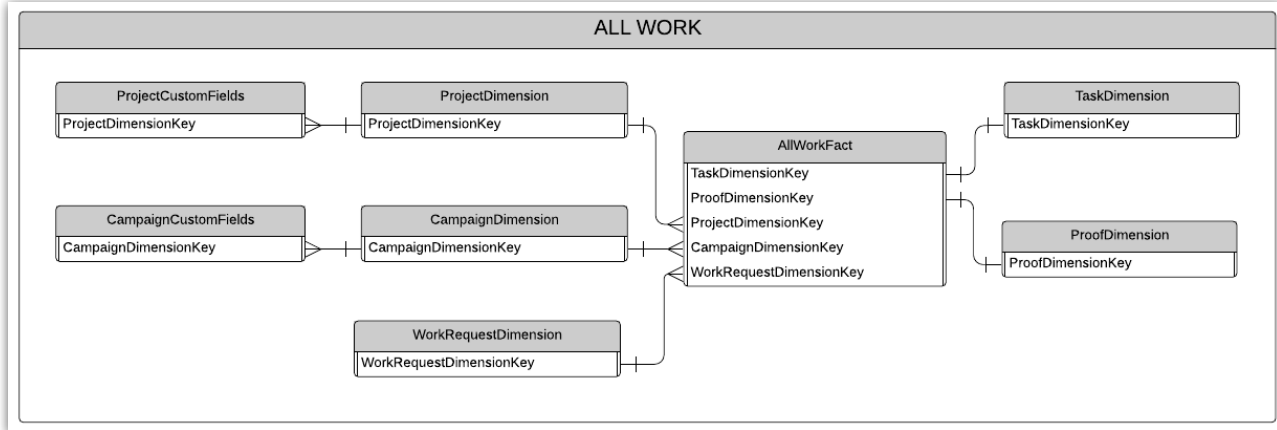 ALL WORK
ProjectCustomFields
ProjectDimensionKey
ProjectDimension
ProjectDimensionKey
CampaignCustomFields
CampaignDimensionKey
CampaignDimension
CampaignDimensionKey
WorkRequestDimension
WorkRequestDimensionKey
AllWorkFact
TaskDimensionKey
ProofDimensionKey
ProjectDimensionKey
CampaignDimensionKey
WorkRequestDimensionKey
TaskDimension
TaskDimensionKey
ProofDimension
ProofDimensionKey